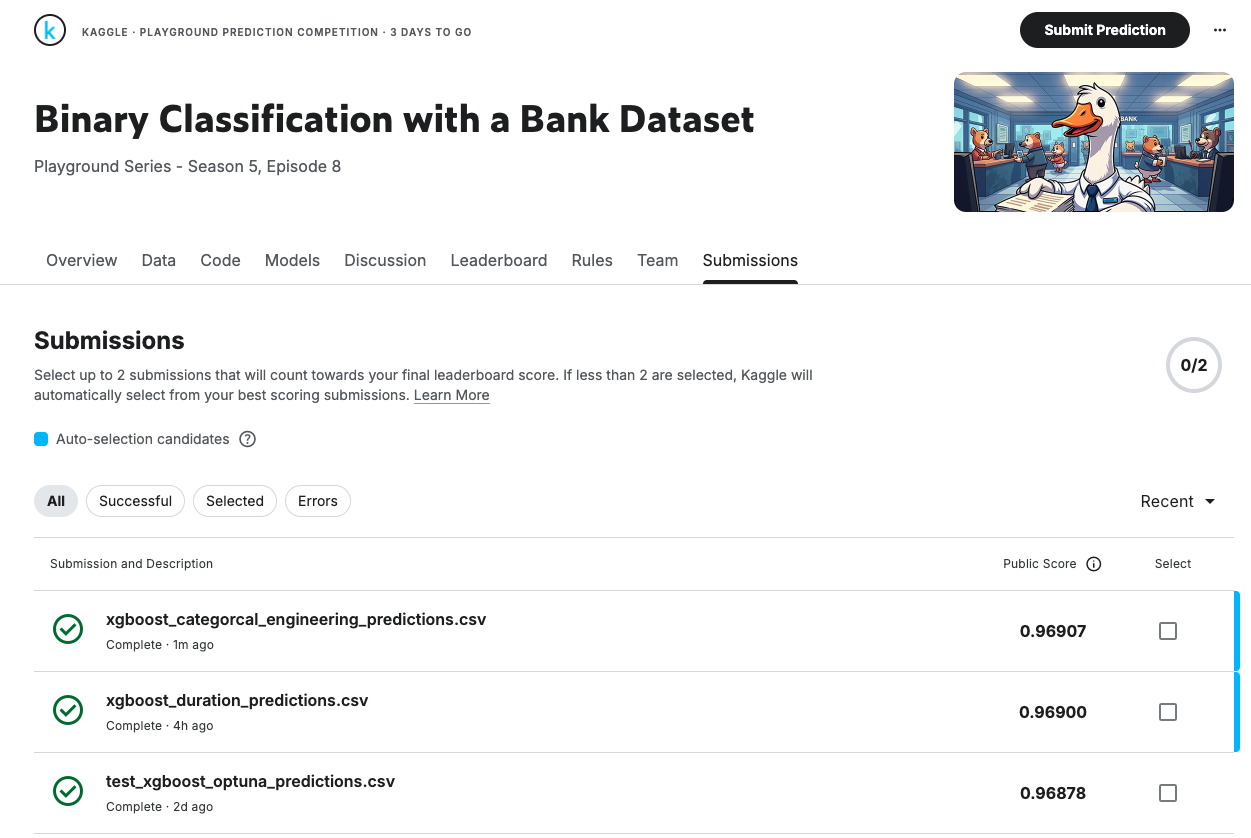 k
KAGGLE · PLAYGROUND PREDICTION COMPETITION · 3 DAYS TO GO
Submit Prediction
Binary Classification with a Bank Dataset
Playground Series - Season 5, Episode 8
BANK
Overview Data Code Models Discussion Leaderboard Rules Team Submissions
Submissions
Select up to 2 submissions that will count towards your final leaderboard score. If less than 2 are selected, Kaggle will
automatically select from your best scoring submissions. Learn More
0/2
Auto-selection candidates ?
All Successful Selected Errors Recent
Submission and Description Public Score Select
xgboost_categorcal_engineering_predictions.csv 0.96907
Complete · 1m ago
xgboost_duration_predictions.csv 0.96900
Complete · 4h ago
test_xgboost_optuna_predictions.csv 0.96878
Complete · 2d ago